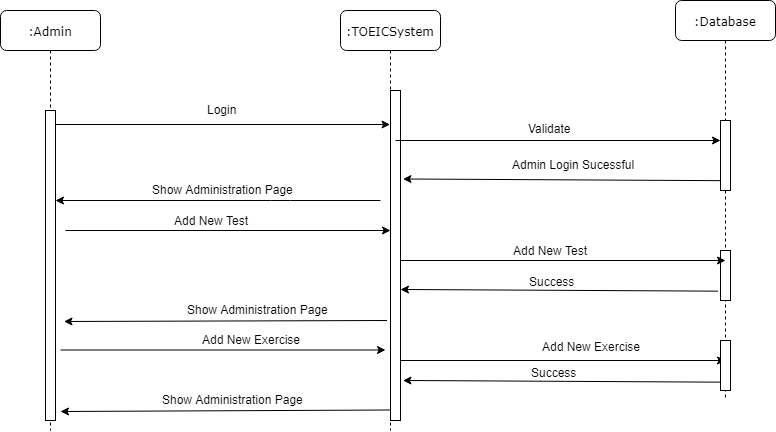 :Admin
:TOEICSystem
:Database
Login
Validate
Admin Login Sucessful
Show Administration Page
Add New Test
Add New Test
Success
Show Administration Page
Add New Exercise
Add New Exercise
Success
Show Administration Page